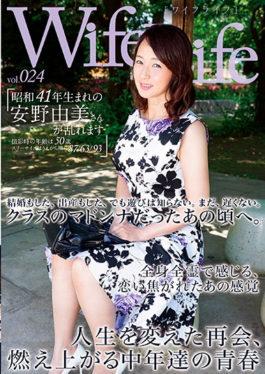 『ワイフライフ』
Wife Life
vol.024
「昭和41年生まれの
安野由美さん
が乱れます」
撮影時の年齢は50歳
87/63/93
結婚もした、出産もした、でも遊びは知らない。まだ、遅くない。
クラスのマドンナだったあの頃へ。
全身全霊で感じる、
恋い焦がれたあの感覚
人生を変えた再会、
燃え上がる中年達の青春